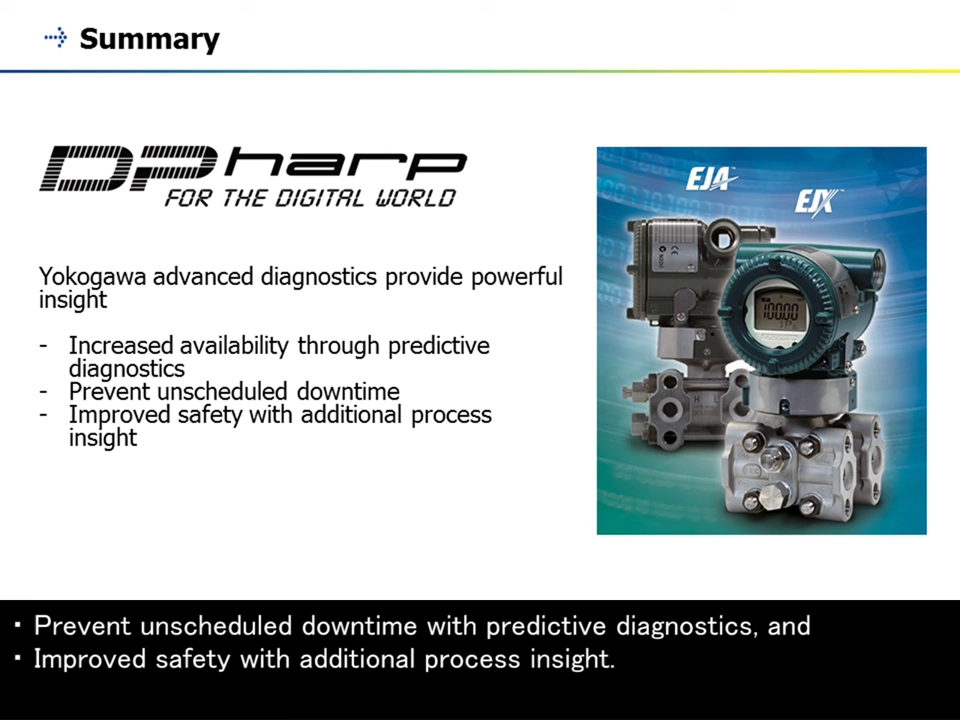 Summary
DPharp
FOR THE DIGITAL WORLD
EJA™
EJX™
Yokogawa advanced diagnostics provide powerful
insight
- Increased availability through predictive
diagnostics
- Prevent unscheduled downtime
- Improved safety with additional process
insight
100.00
H L
・Prevent unscheduled downtime with predictive diagnostics, and
・Improved safety with additional process insight.